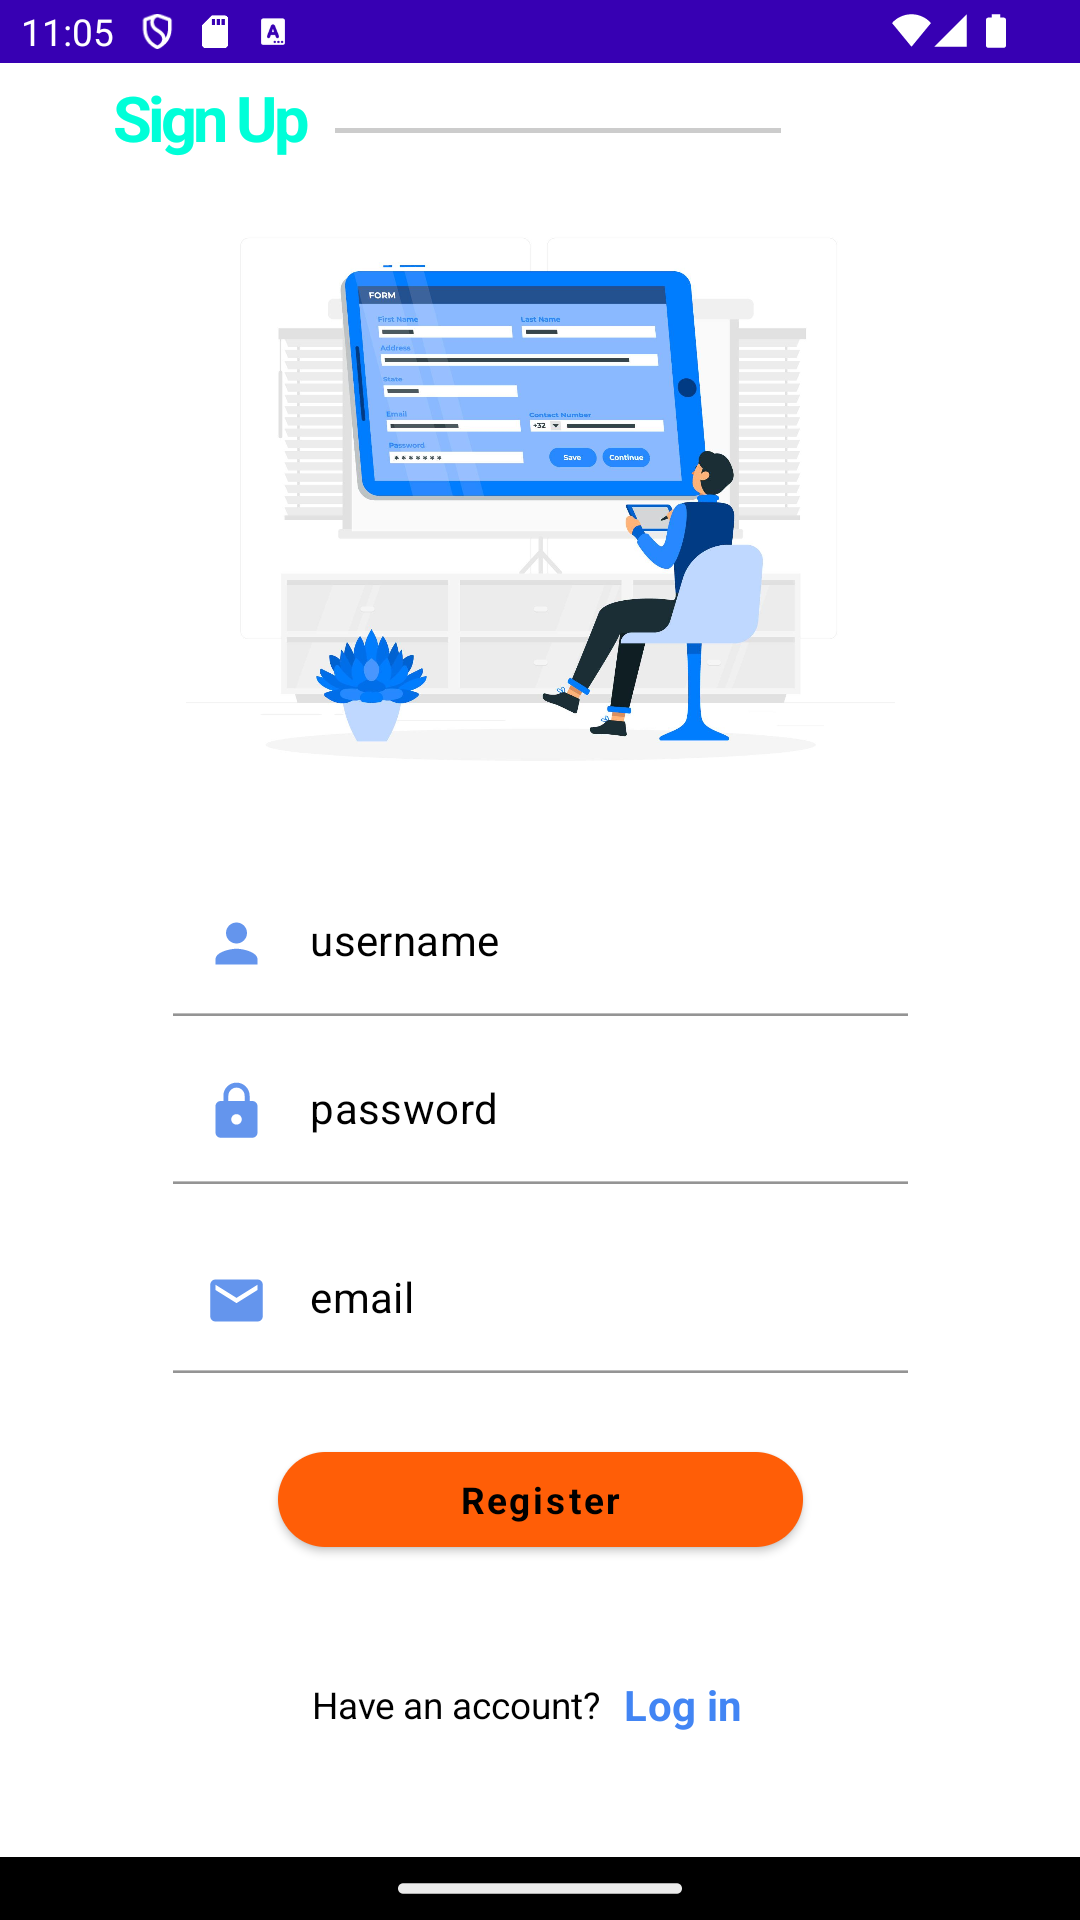 11:05
Sign Up
FORM
First Name Last Name
Address
State
Email Contact Number
+32
Password
*******
Save Continue
username
password
email
Register
Have an account? Log in